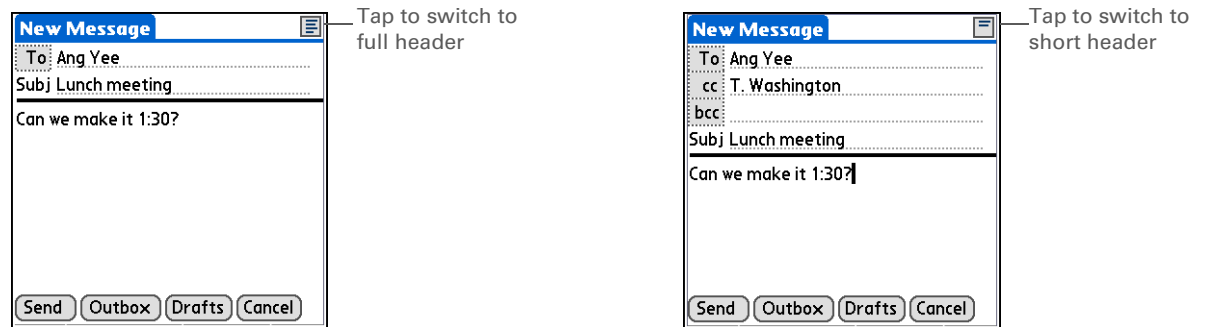 New Message
Tap to switch to
full header
To Ang Yee
Subj Lunch meeting
Can we make it 1:30?
Send Outbox Drafts Cancel
New Message
Tap to switch to
short header
To Ang Yee
cc T. Washington
bcc
Subj Lunch meeting
Can we make it 1:30?
Send Outbox Drafts Cancel